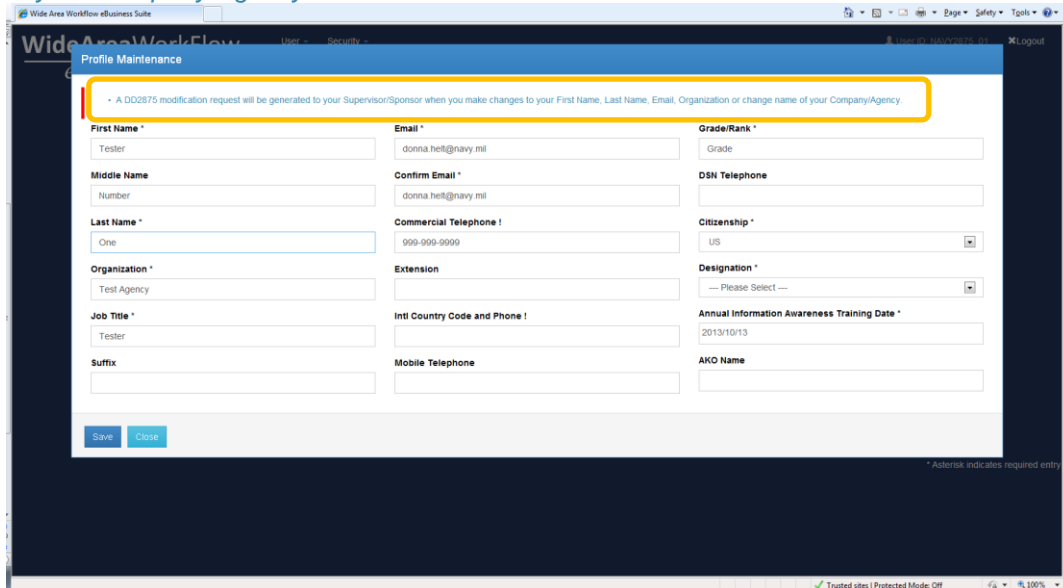 Wide Area Workflow eBusiness Suite
Page Safety Tools
WideAreaWorkFlow User Security User ID: NAVY2875_01 Logout
e
Profile Maintenance
• A DD2875 modification request will be generated to your Supervisor/Sponsor when you make changes to your First Name, Last Name, Email, Organization or change name of your Company/Agency.
First Name * Email * Grade/Rank *
Tester donna.helt@navy.mil Grade
Middle Name Confirm Email * DSN Telephone
Number donna.helt@navy.mil
Last Name * Commercial Telephone ! Citizenship *
One 999-999-9999 US
Organization * Extension Designation *
Test Agency --- Please Select ---
Job Title * Intl Country Code and Phone ! Annual Information Awareness Training Date *
Tester 2013/10/13
Suffix Mobile Telephone AKO Name
Save Close
* Asterisk indicates required entry
Trusted sites | Protected Mode: Off 100%